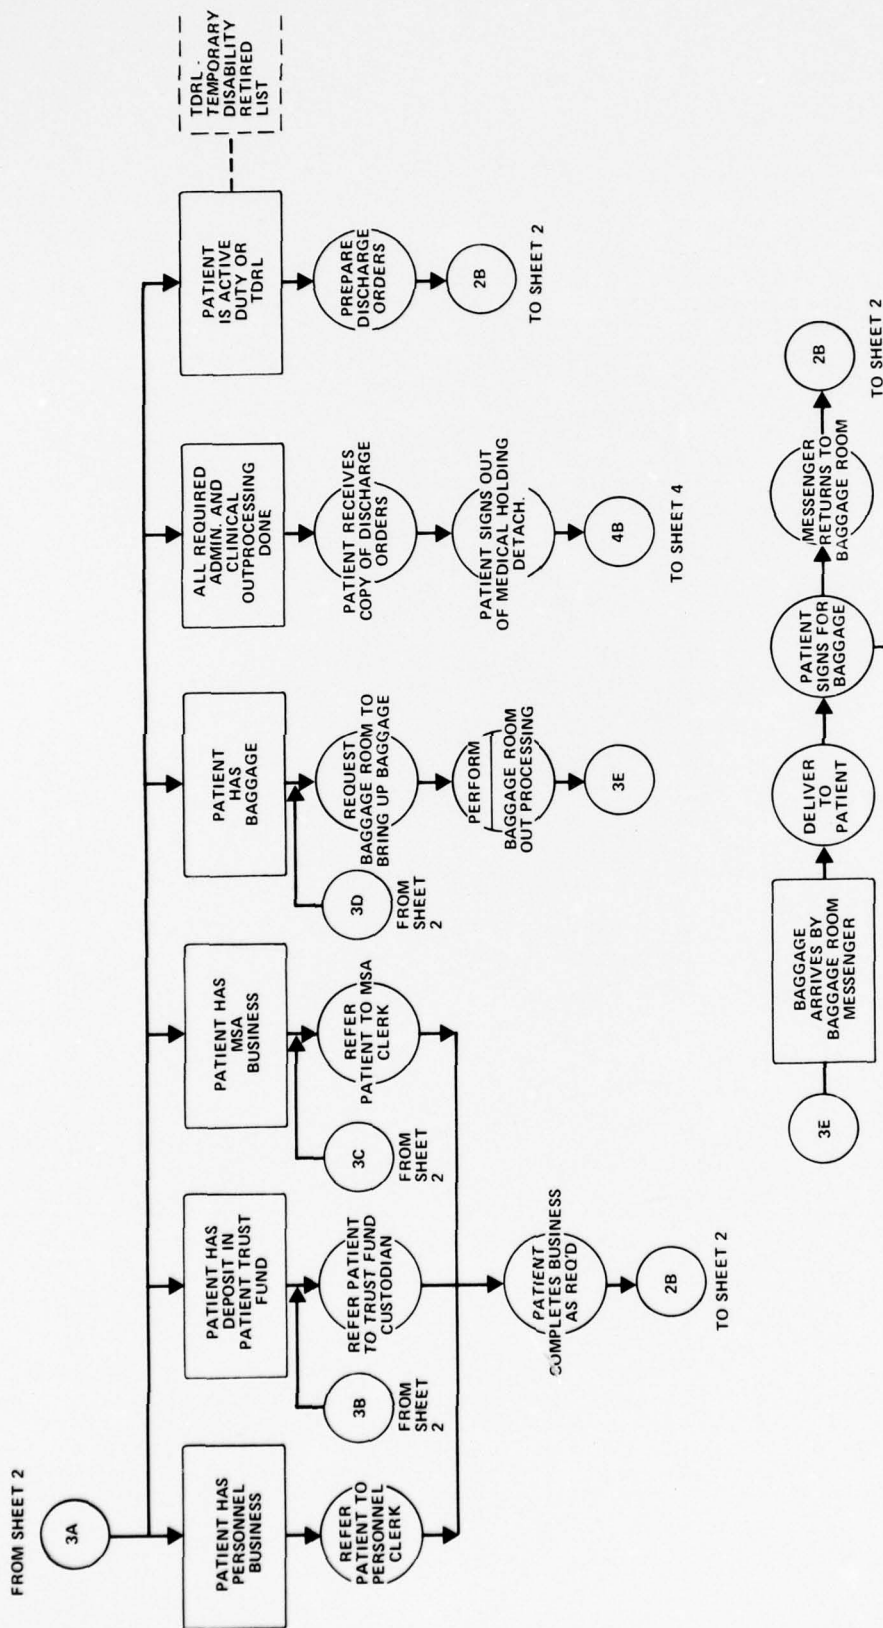 FROM SHEET 2
3A
PATIENT HAS
PERSONNEL
BUSINESS
REFER
PATIENT TO
PERSONNEL
CLERK
PATIENT HAS
DEPOSIT IN
PATIENT TRUST
FUND
3B
FROM
SHEET
2
REFER PATIENT
TO TRUST FUND
CUSTODIAN
PATIENT HAS
MSA
BUSINESS
3C
FROM
SHEET
2
REFER
PATIENT TO MSA
CLERK
PATIENT
COMPLETES BUSINESS
AS REQ'D
2B
TO SHEET 2
PATIENT
HAS
BAGGAGE
3D
FROM
SHEET
2
REQUEST
BAGGAGE ROOM TO
BRING UP BAGGAGE
PERFORM
BAGGAGE ROOM
OUT PROCESSING
3E
ALL REQUIRED
ADMIN. AND
CLINICAL
OUTPROCESSING
DONE
PATIENT RECEIVES
COPY OF DISCHARGE
ORDERS
PATIENT SIGNS OUT
OF MEDICAL HOLDING
DETACH.
4B
TO SHEET 4
PATIENT
IS ACTIVE
DUTY OR
TDRL
TDRL -
TEMPORARY
DISABILITY
RETIRED
LIST
PREPARE
DISCHARGE
ORDERS
2B
TO SHEET 2
3E
BAGGAGE
ARRIVES BY
BAGGAGE ROOM
MESSENGER
DELIVER
TO
PATIENT
PATIENT
SIGNS FOR
BAGGAGE
MESSENGER
RETURNS TO
BAGGAGE ROOM
2B
TO SHEET 2